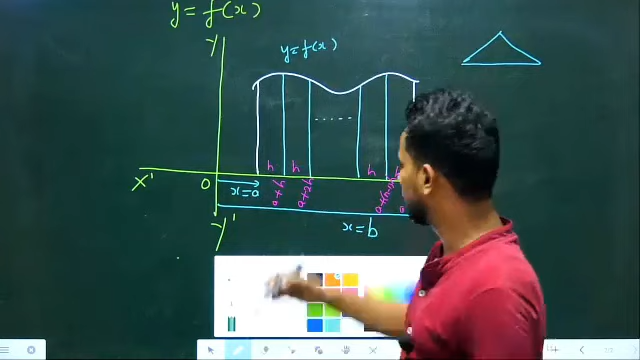 y = f(x)
y
y = f(x)
.....
h h h
X' O x = a a+h a+2h
y' x = b